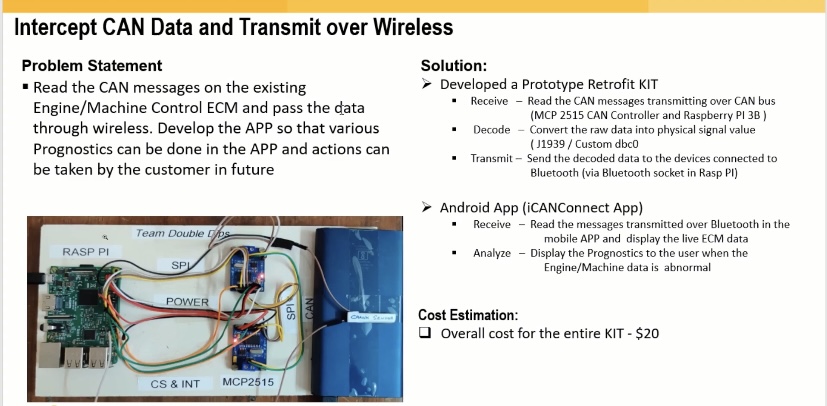 Intercept CAN Data and Transmit over Wireless
Problem Statement
▪ Read the CAN messages on the existing
Engine/Machine Control ECM and pass the data
through wireless. Develop the APP so that various
Prognostics can be done in the APP and actions can
be taken by the customer in future
Team Double D's
RASP PI
SPI
POWER
SPI
CAN
CS & INT
MCP2515
Solution:
➢ Developed a Prototype Retrofit KIT
▪ Receive – Read the CAN messages transmitting over CAN bus
(MCP 2515 CAN Controller and Raspberry PI 3B )
▪ Decode – Convert the raw data into physical signal value
( J1939 / Custom dbc0
▪ Transmit – Send the decoded data to the devices connected to
Bluetooth (via Bluetooth socket in Rasp PI)
➢ Android App (iCANConnect App)
▪ Receive – Read the messages transmitted over Bluetooth in the
mobile APP and display the live ECM data
▪ Analyze – Display the Prognostics to the user when the
Engine/Machine data is abnormal
Cost Estimation:
❑ Overall cost for the entire KIT - $20